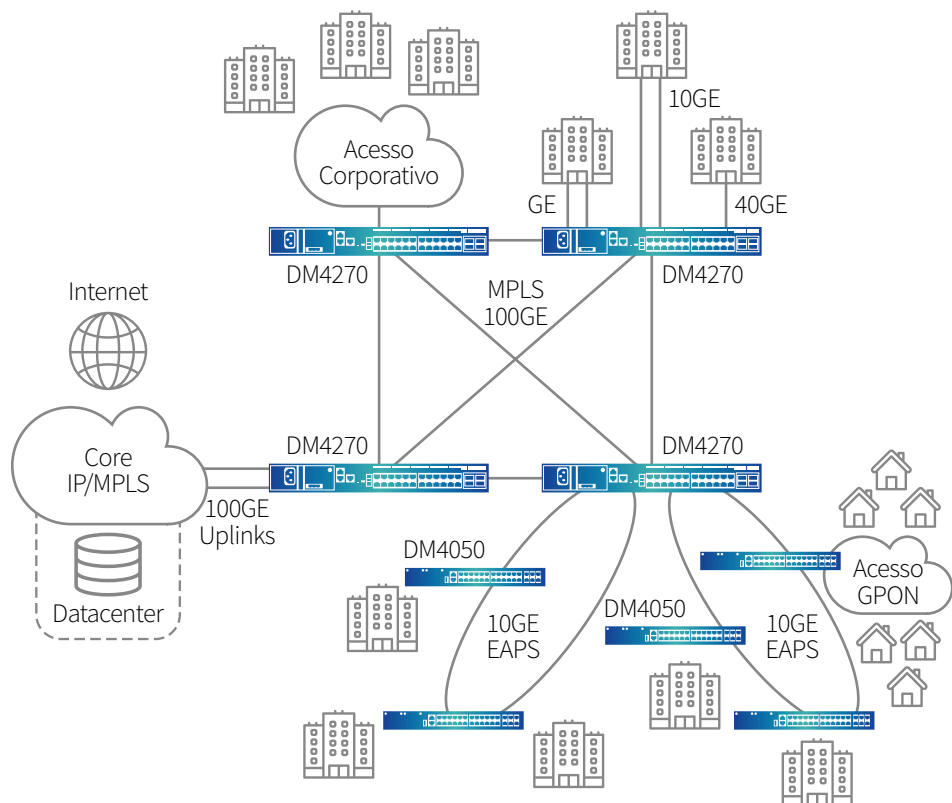 10GE
Acesso
Corporativo
GE
40GE
DM4270
DM4270
MPLS
100GE
Internet
DM4270
DM4270
Core
IP/MPLS
100GE
Uplinks
DM4050
Datacenter
Acesso
GPON
DM4050
10GE
EAPS
10GE
EAPS